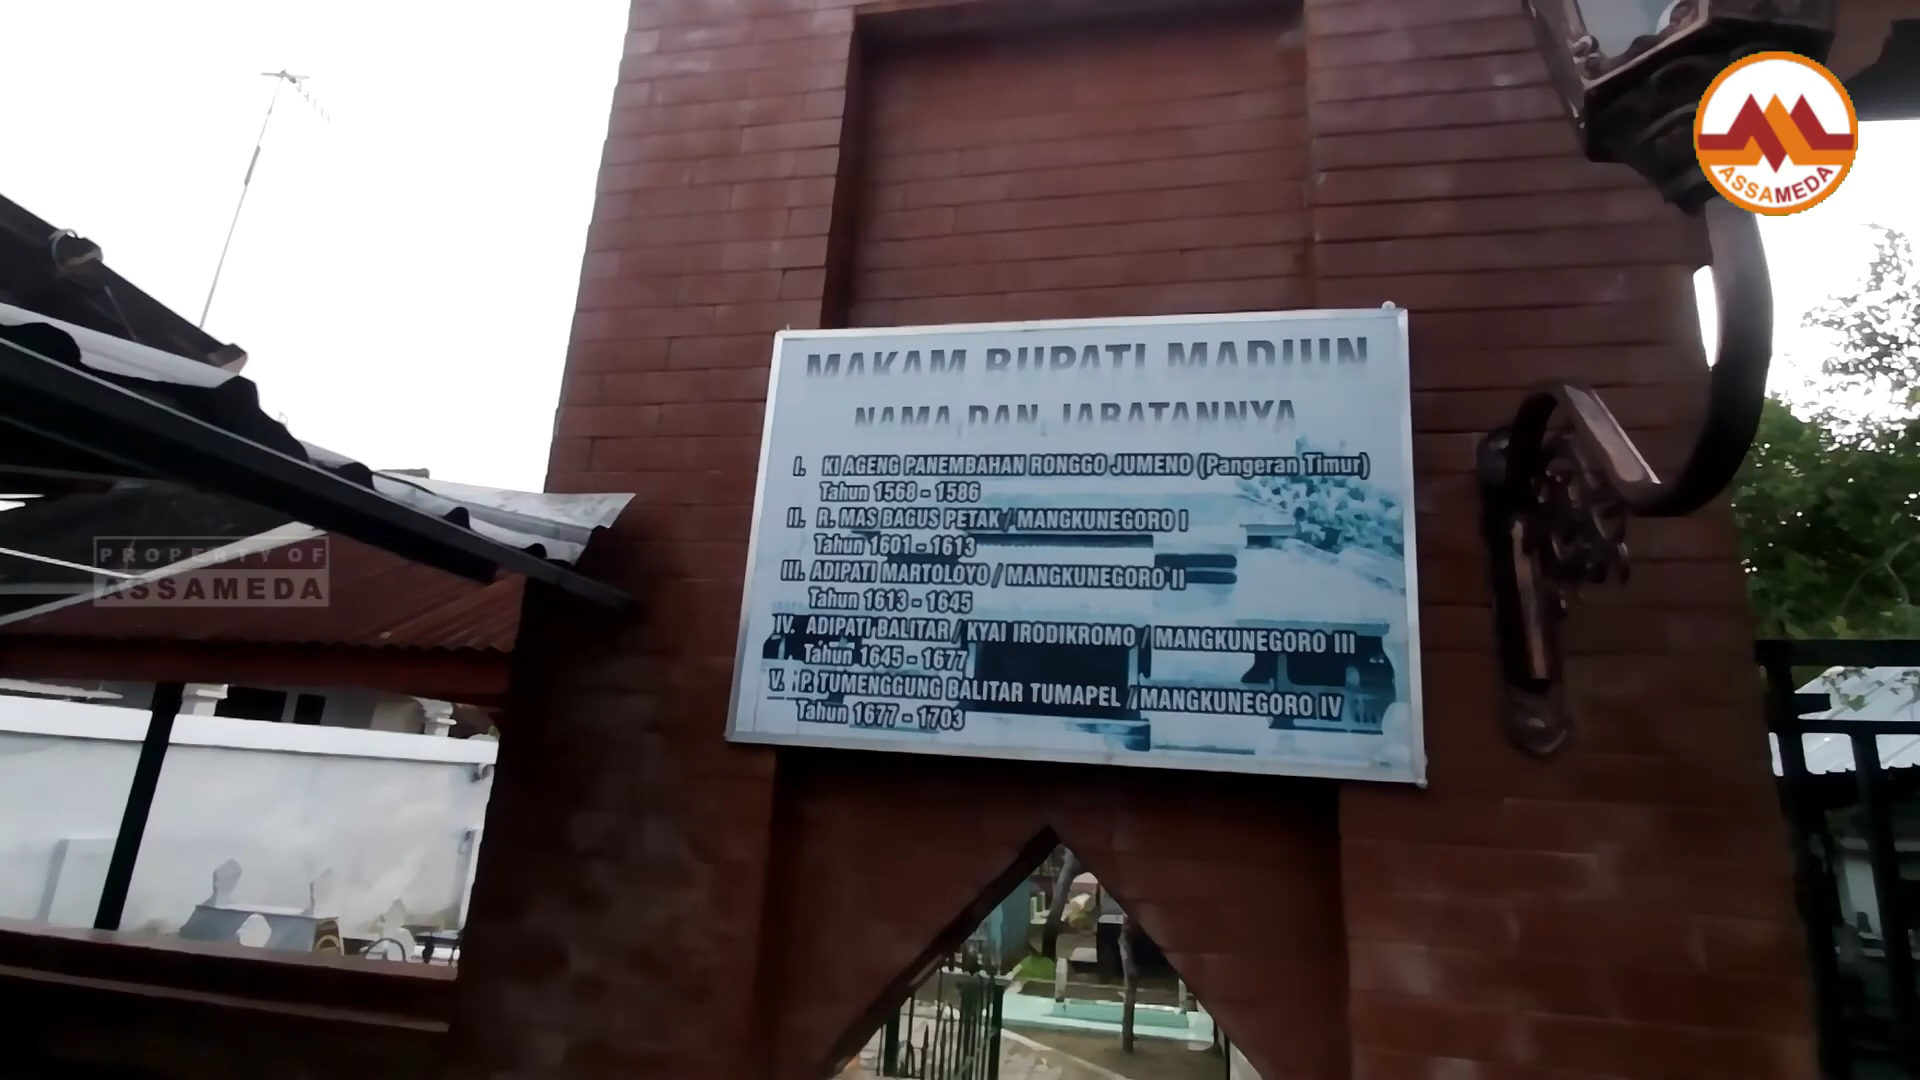 ASSAMEDA
MAKAM BUPATI MADIUN
NAMA DAN JABATANNYA
I. KI AGENG PANEMBAHAN RONGGO JUMENO (Pangeran Timur)
Tahun 1568 - 1586
II. R. MAS BAGUS PETAK / MANGKUNEGORO I
Tahun 1601 - 1613
III. ADIPATI MARTOLOYO / MANGKUNEGORO II
Tahun 1613 - 1645
IV. ADIPATI BALITAR / KYAI IRODIKROMO / MANGKUNEGORO III
Tahun 1645 - 1677
V. P. TUMENGGUNG BALITAR TUMAPEL / MANGKUNEGORO IV
Tahun 1677 - 1703
PROPERTY OF
ASSAMEDA